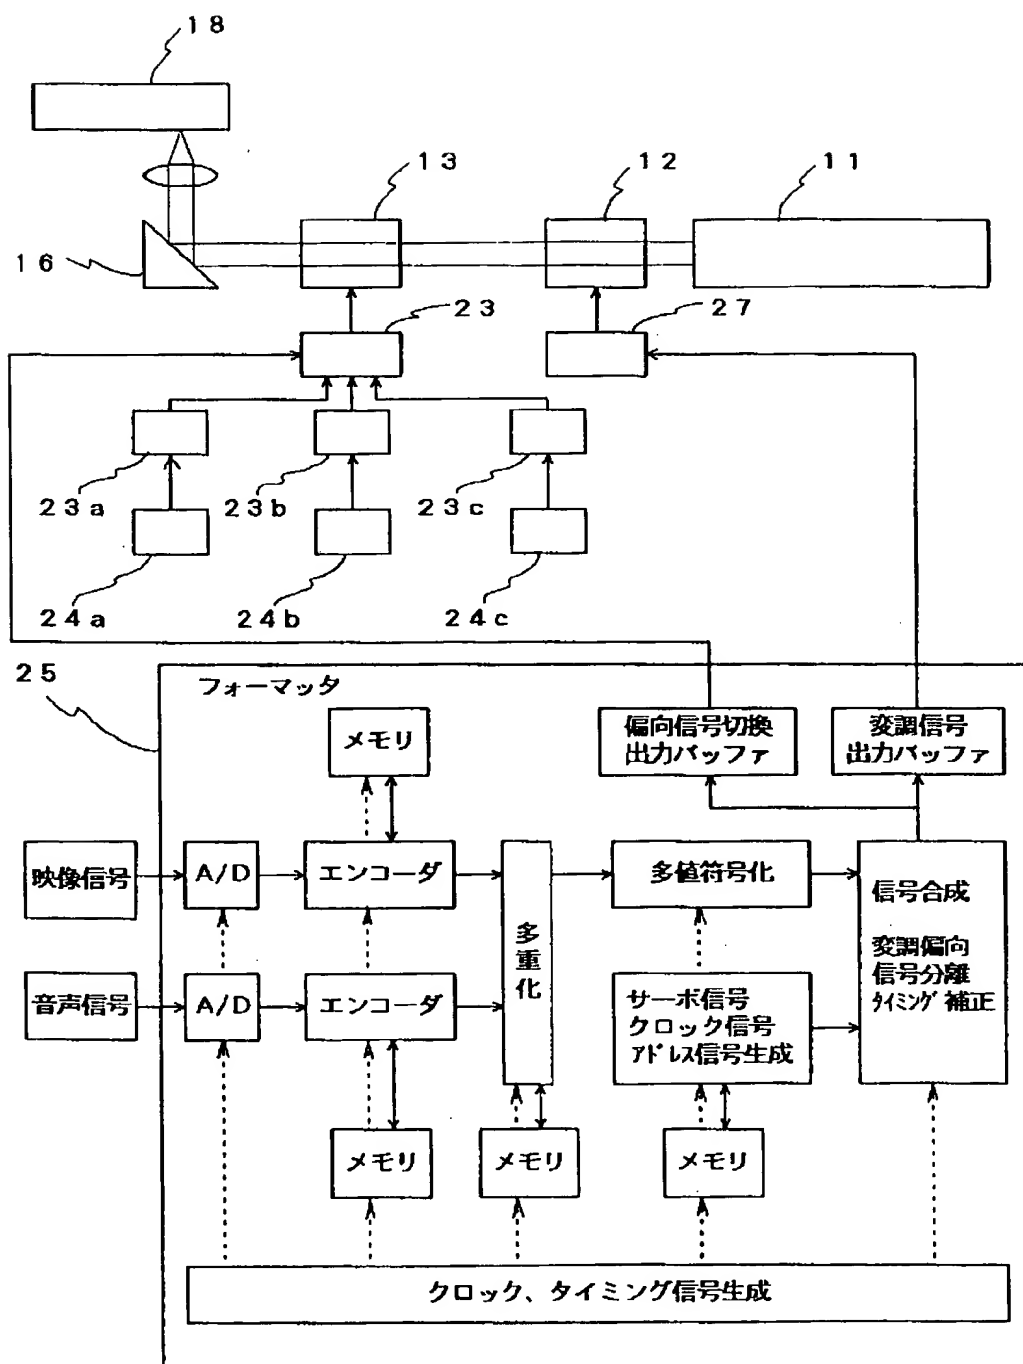 18
13
12
11
16
23
27
23a
23b
23c
24a
24b
24c
25
フォーマッタ
偏向信号切換
出力バッファ
変調信号
出力バッファ
メモリ
映像信号
A/D
エンコーダ
多重化
多値符号化
信号合成
変調偏向
信号分離
タイミング補正
音声信号
A/D
エンコーダ
サーボ信号
クロック信号
アドレス信号生成
メモリ
メモリ
メモリ
クロック、タイミング信号生成